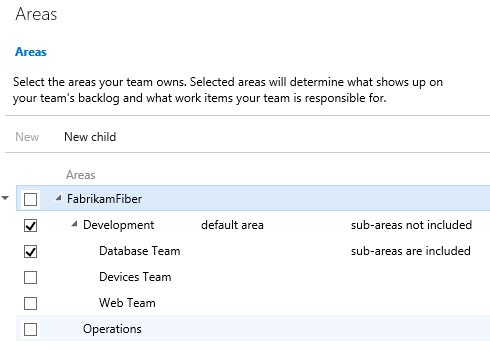 Areas
Areas
Select the areas your team owns. Selected areas will determine what shows up on
your team's backlog and what work items your team is responsible for.
New New child
Areas
FabrikamFiber
Development default area sub-areas not included
Database Team sub-areas are included
Devices Team
Web Team
Operations